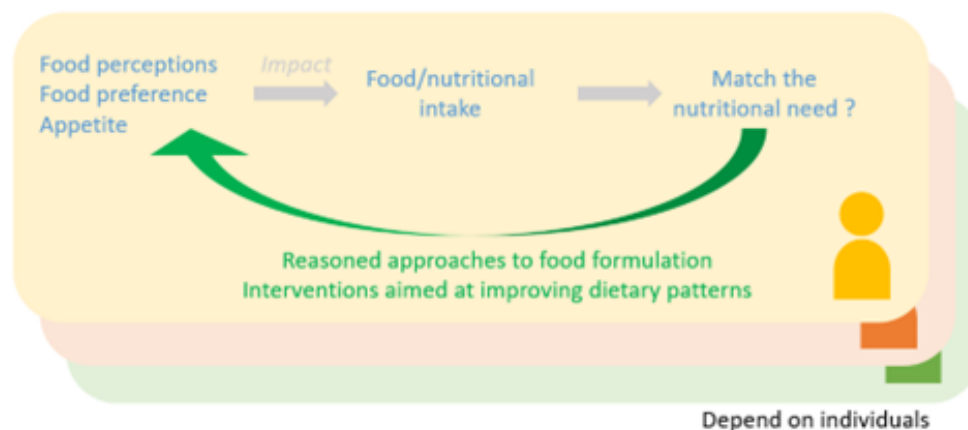 Food perceptions
Food preference
Appetite
Impact
Food/nutritional
intake
Match the
nutritional need ?
Reasoned approaches to food formulation
Interventions aimed at improving dietary patterns
Depend on individuals